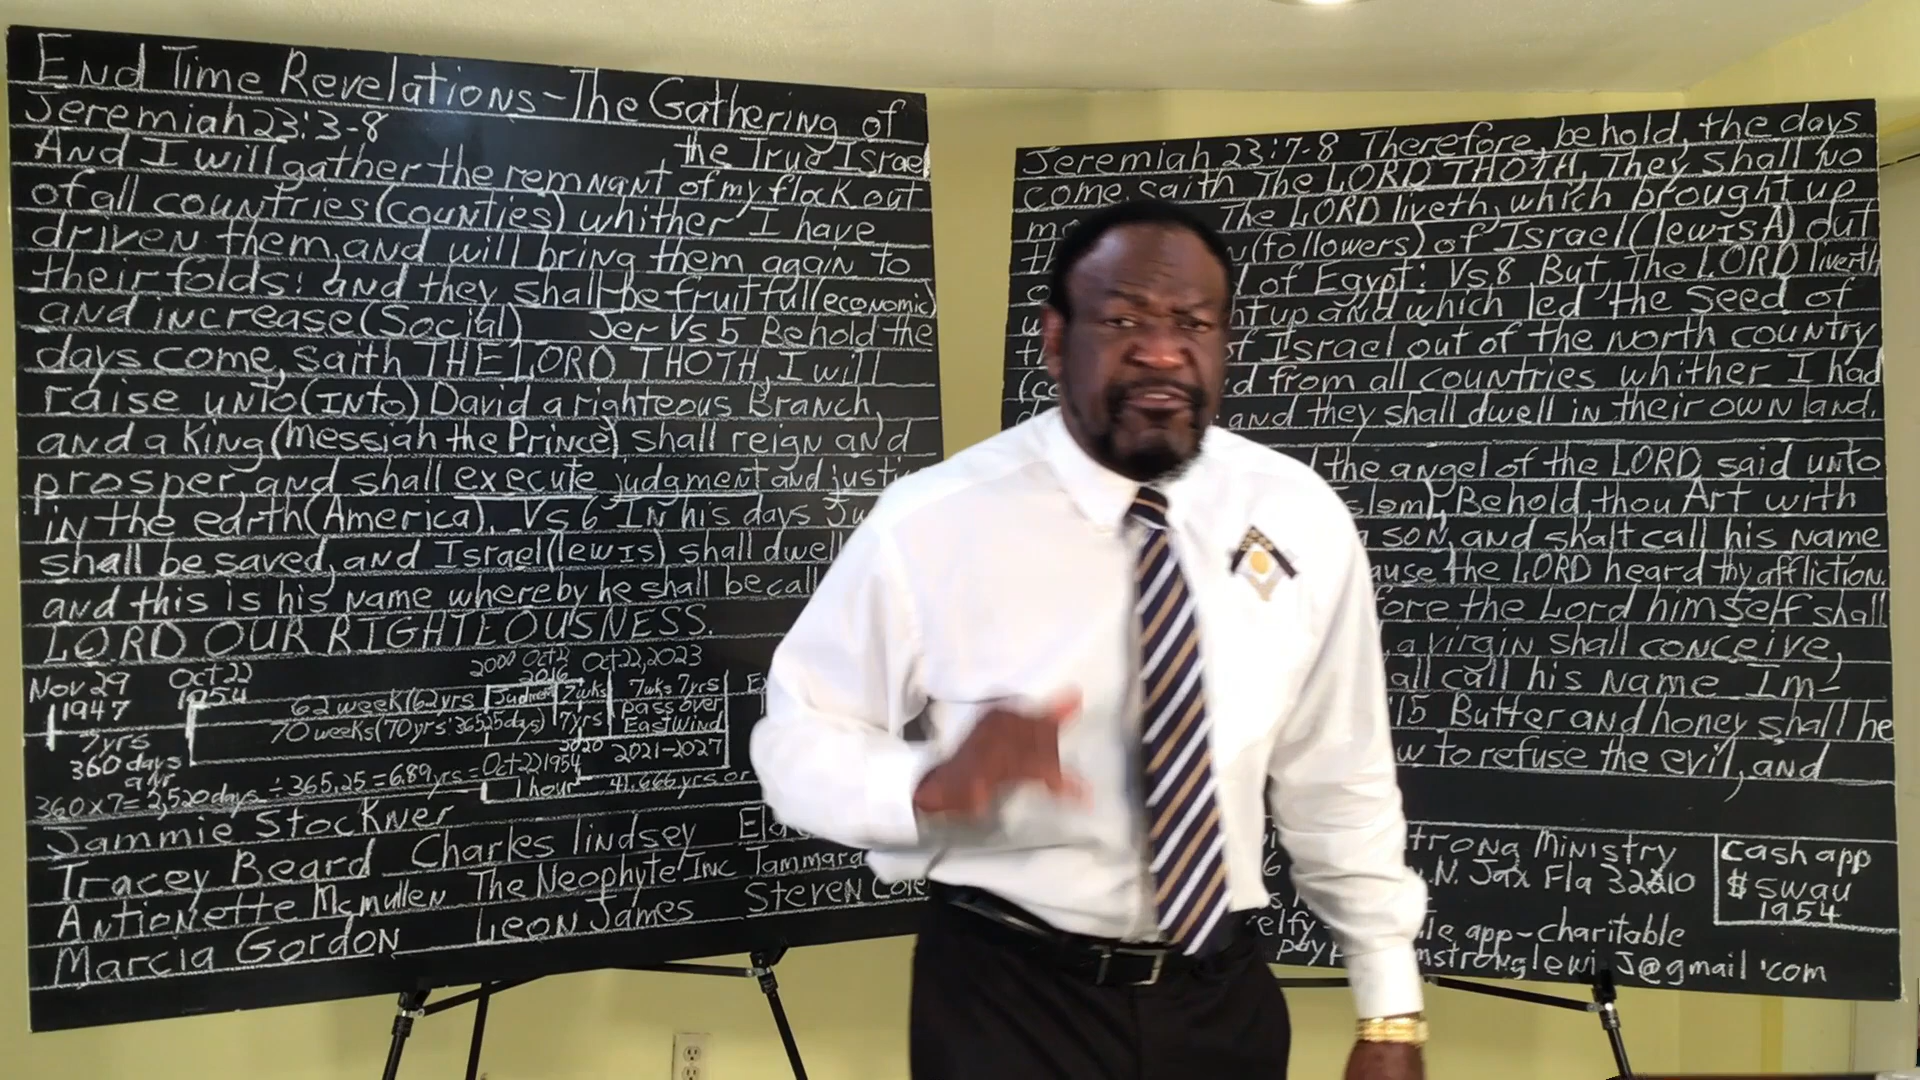 End Time Revelations-The Gathering of
Jeremiah 23:3-8 the True Israel
And I will gather the remnant of my flock out
of all countries (counties) whither I have
driven them, and will bring them again to
their folds: and they shall be fruitfull (economic)
and increase (Social) Jer Vs 5 Behold the
days come, saith THE LORD THOTH, I will
raise unto (INto) David a righteous Branch,
and a King (Messiah the Prince) shall reign and
prosper, and shall execute judgment and justi
in the earth (America). Vs 6 In his days Ju
shall be saved, and Israel (lewis) shall dwell
and this is his name whereby he shall be call
LORD OUR RIGHTEOUSNESS.
Nov 29 1947
Oct 22 1954
2000 Oct 2016
Oct 22, 2023
62 week (62 yrs
2 wks
7 wks 7 yrs
pass over
70 weeks (70 yrs 365.25 days)
7 yrs
East Wind
7 yrs
2020
2021-2027
360 days
a yr
360x7=2,520 days ÷ 365.25 = 6.89 yrs = Oct 22 1954
1 hour
41.666 yrs or
Jammie Stockner
Tracey Beard Charles lindsey
Antionette Mcmullen The Neophyte Inc Tammara
Marcia Gordon Leon James Steven Cole
Jeremiah 23:7-8 Therefore, behold, the days
come, saith The LORD THOTH, They shall no
The LORD liveth, which brought up
(followers) of Israel (lewis A) out
of Egypt: Vs 8 But, The LORD liveth
up and which led the seed of
of Israel out of the north country
from all countries whither I had
and they shall dwell in their own land.
the angel of the LORD said unto
Behold, thou Art with
a son, and shalt call his name
the LORD heard thy affliction.
the Lord himself shall
a virgin shall conceive,
call his name Im-
15 Butter and honey shall he
to refuse the evil, and
Ministry
N. Jax Fla 32210
app-charitable
@gmail.com
Cash app
$ swau
1954